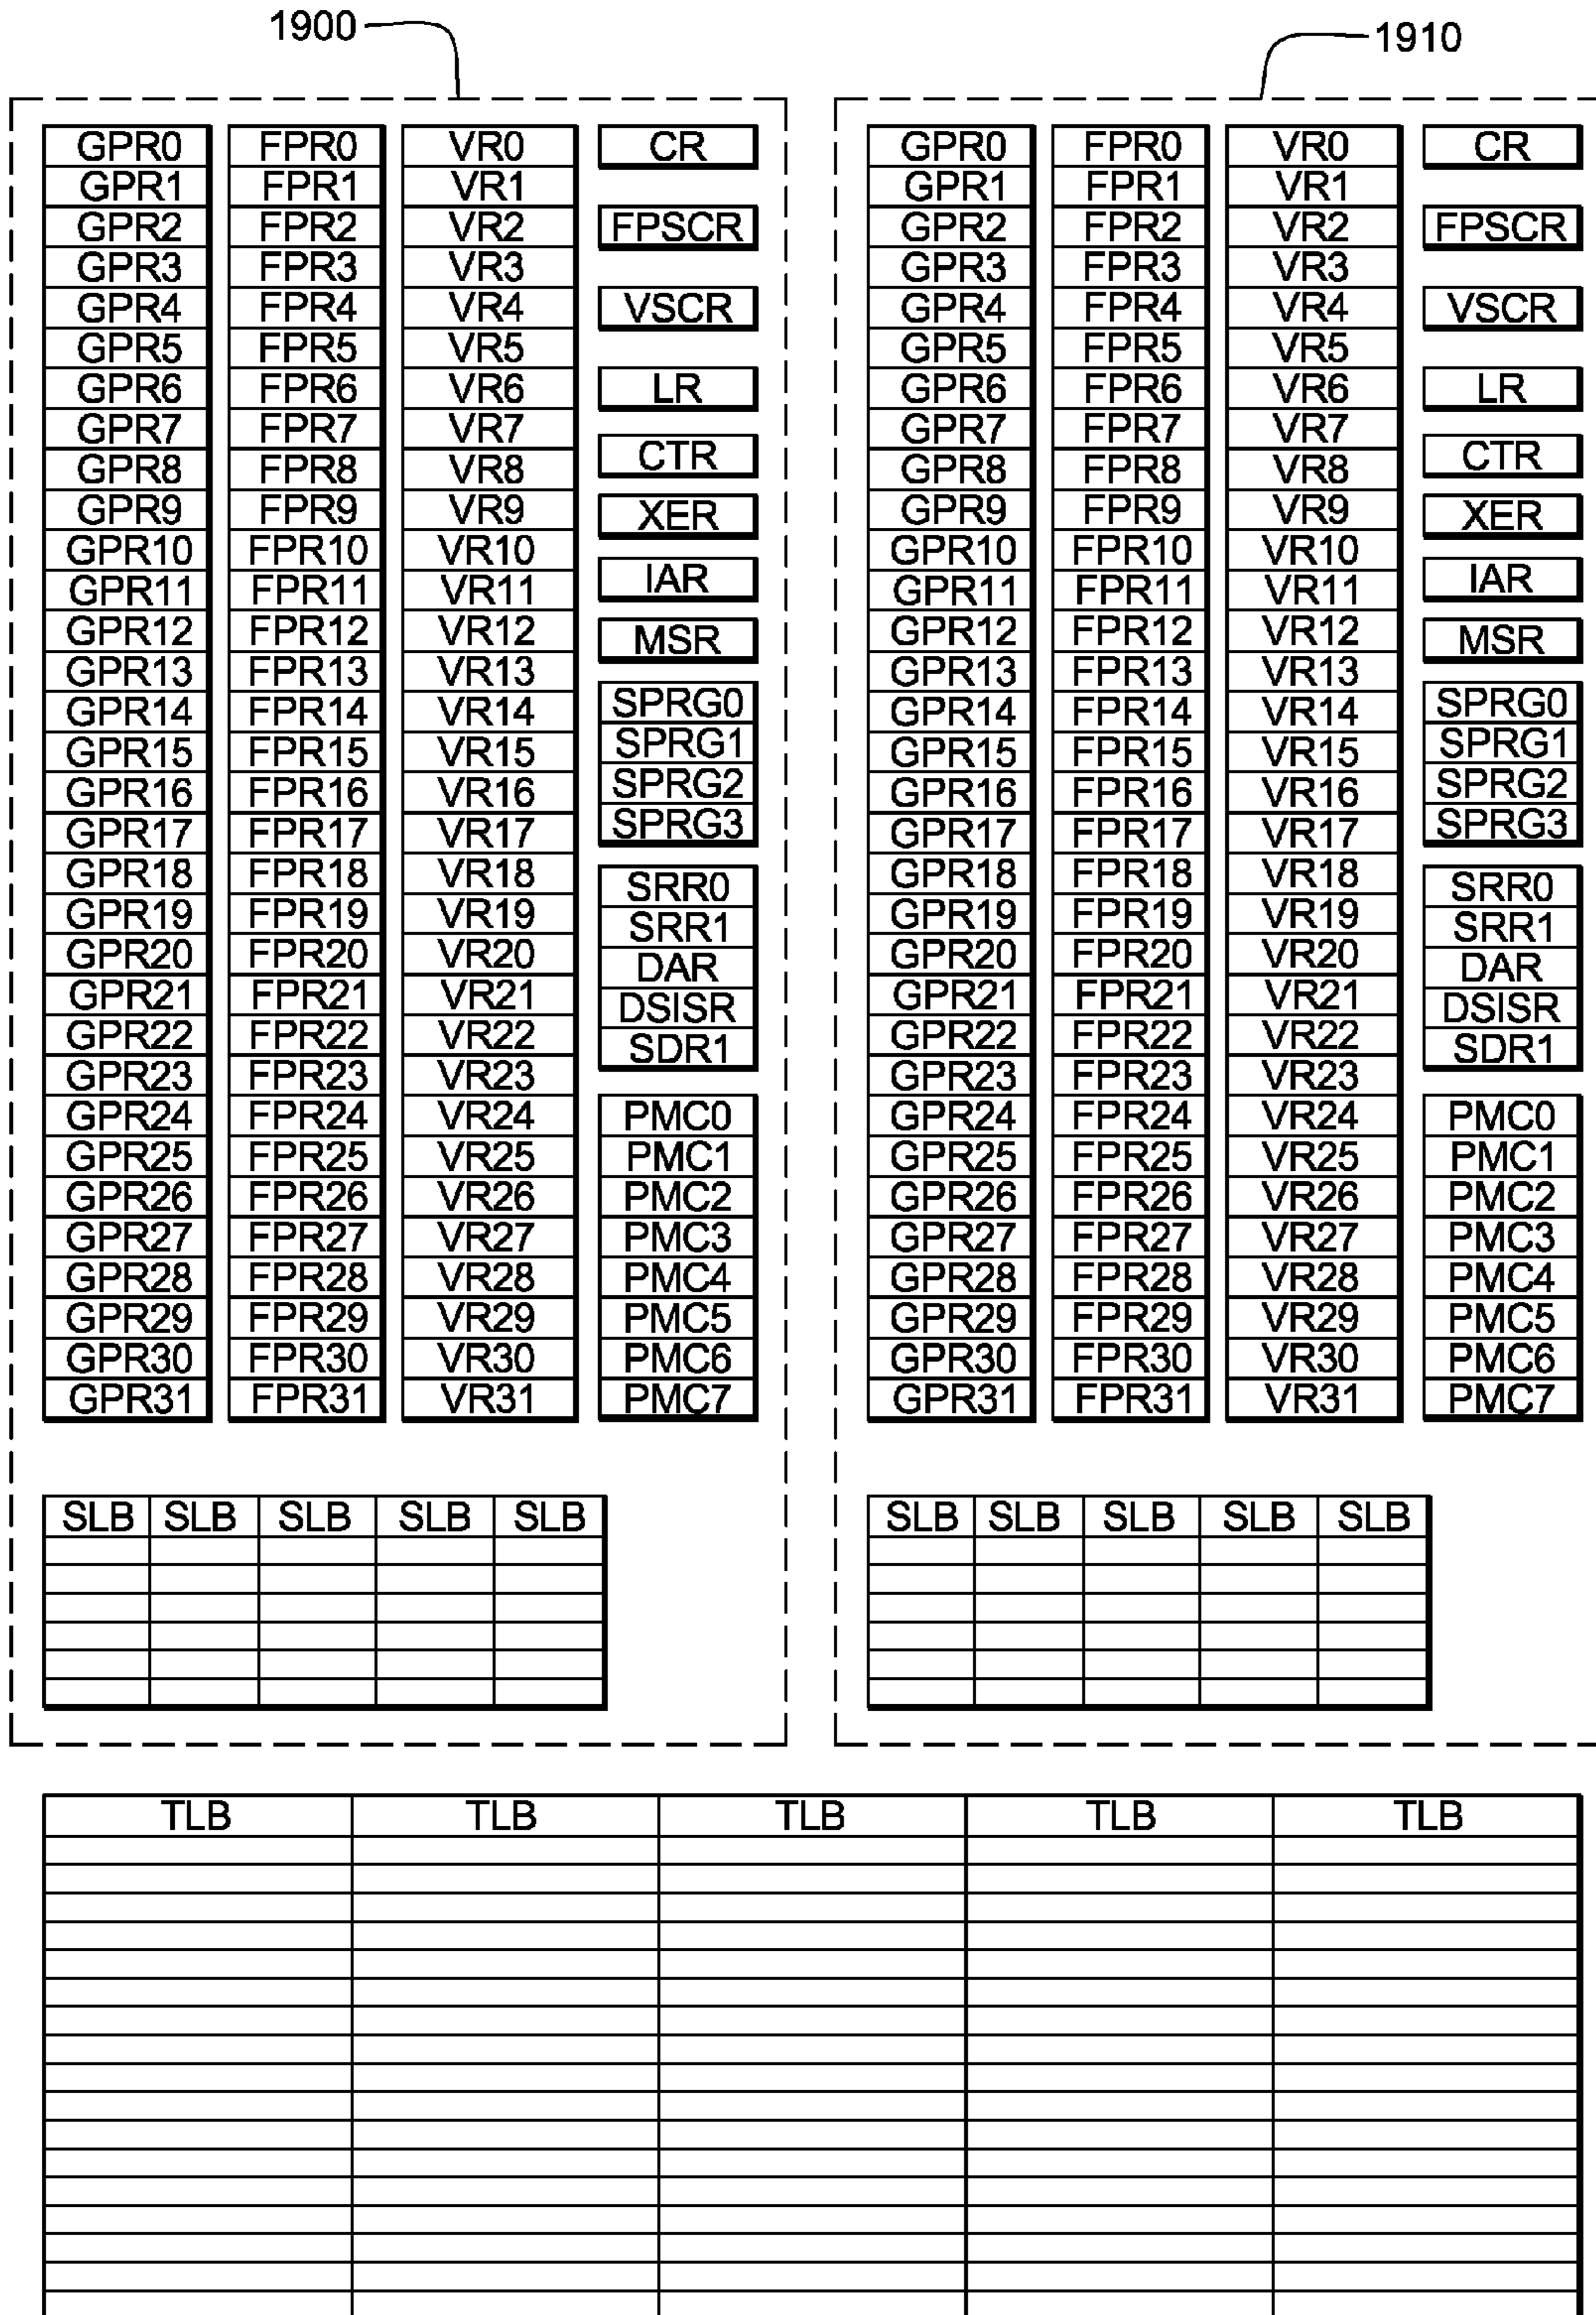 1900
1910
GPR0 FPR0 VR0 CR GPR0 FPR0 VR0 CR
GPR1 FPR1 VR1 GPR1 FPR1 VR1
GPR2 FPR2 VR2 FPSCR GPR2 FPR2 VR2 FPSCR
GPR3 FPR3 VR3 GPR3 FPR3 VR3
GPR4 FPR4 VR4 VSCR GPR4 FPR4 VR4 VSCR
GPR5 FPR5 VR5 GPR5 FPR5 VR5
GPR6 FPR6 VR6 LR GPR6 FPR6 VR6 LR
GPR7 FPR7 VR7 GPR7 FPR7 VR7
GPR8 FPR8 VR8 CTR GPR8 FPR8 VR8 CTR
GPR9 FPR9 VR9 XER GPR9 FPR9 VR9 XER
GPR10 FPR10 VR10 GPR10 FPR10 VR10
GPR11 FPR11 VR11 IAR GPR11 FPR11 VR11 IAR
GPR12 FPR12 VR12 MSR GPR12 FPR12 VR12 MSR
GPR13 FPR13 VR13 GPR13 FPR13 VR13
GPR14 FPR14 VR14 SPRG0 GPR14 FPR14 VR14 SPRG0
GPR15 FPR15 VR15 SPRG1 GPR15 FPR15 VR15 SPRG1
GPR16 FPR16 VR16 SPRG2 GPR16 FPR16 VR16 SPRG2
GPR17 FPR17 VR17 SPRG3 GPR17 FPR17 VR17 SPRG3
GPR18 FPR18 VR18 SRR0 GPR18 FPR18 VR18 SRR0
GPR19 FPR19 VR19 SRR1 GPR19 FPR19 VR19 SRR1
GPR20 FPR20 VR20 DAR GPR20 FPR20 VR20 DAR
GPR21 FPR21 VR21 DSISR GPR21 FPR21 VR21 DSISR
GPR22 FPR22 VR22 SDR1 GPR22 FPR22 VR22 SDR1
GPR23 FPR23 VR23 GPR23 FPR23 VR23
GPR24 FPR24 VR24 PMC0 GPR24 FPR24 VR24 PMC0
GPR25 FPR25 VR25 PMC1 GPR25 FPR25 VR25 PMC1
GPR26 FPR26 VR26 PMC2 GPR26 FPR26 VR26 PMC2
GPR27 FPR27 VR27 PMC3 GPR27 FPR27 VR27 PMC3
GPR28 FPR28 VR28 PMC4 GPR28 FPR28 VR28 PMC4
GPR29 FPR29 VR29 PMC5 GPR29 FPR29 VR29 PMC5
GPR30 FPR30 VR30 PMC6 GPR30 FPR30 VR30 PMC6
GPR31 FPR31 VR31 PMC7 GPR31 FPR31 VR31 PMC7
SLB SLB SLB SLB SLB SLB SLB SLB SLB SLB
TLB TLB TLB TLB TLB